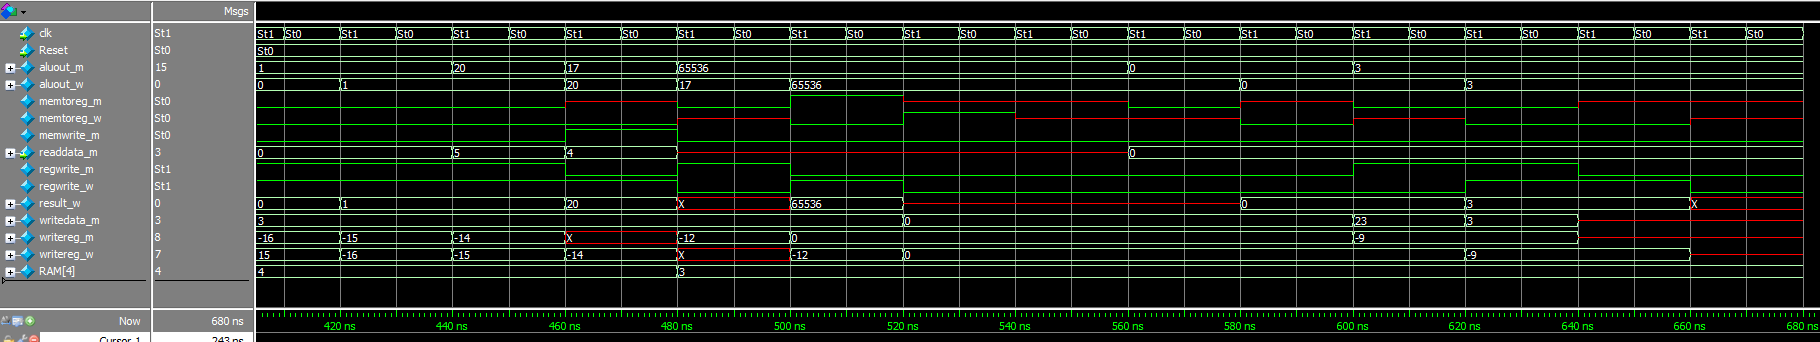 Msgs
clk St1 St1 St0 St1 St0 St1 St0 St1 St0 St1 St0 St1 St0 St1 St0 St1 St0 St1 St0 St1 St0 St1 St0 St1 St0 St1 St0 St1 St0
Reset St0 St0
aluout_m 15 1 20 17 65536 0 3
aluout_w 0 0 1 20 17 65536 0 3
memtoreg_m St0
memtoreg_w St0
memwrite_m St0
readdata_m 3 0 5 4 0
regwrite_m St1
regwrite_w St1
result_w 0 0 1 20 X 65536 0 3 X
writedata_m 3 3 0 23 3
writereg_m 8 -16 -15 -14 X -12 0 -9
writereg_w 7 15 -16 -15 -14 X -12 0 -9
RAM[4] 4 4 3
Now 680 ns 420 ns 440 ns 460 ns 480 ns 500 ns 520 ns 540 ns 560 ns 580 ns 600 ns 620 ns 640 ns 660 ns 680 ns
Cursor 1 243 ns